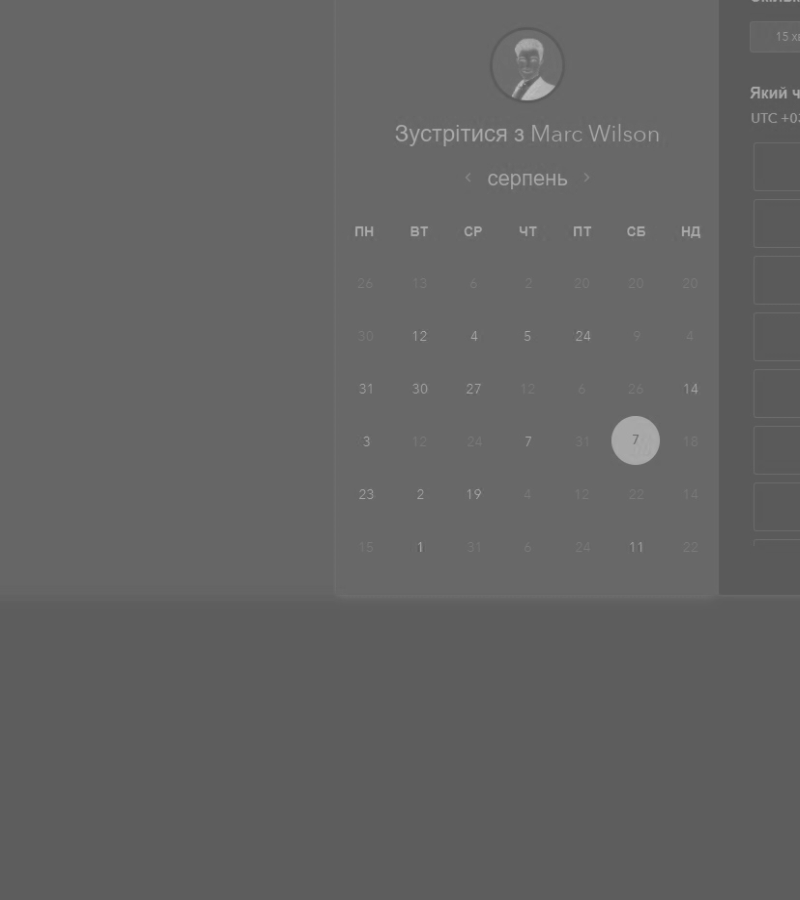 15
Зустрітися з Marc Wilson
Який
UTC +0
‹ серпень ›
ПН ВТ СР ЧТ ПТ СБ НД
26 13 6 2 20 20 20
30 12 4 5 24 9 4
31 30 27 12 6 26 14
3 12 24 7 31 7 18
23 2 19 4 12 22 14
15 1 31 6 24 11 22